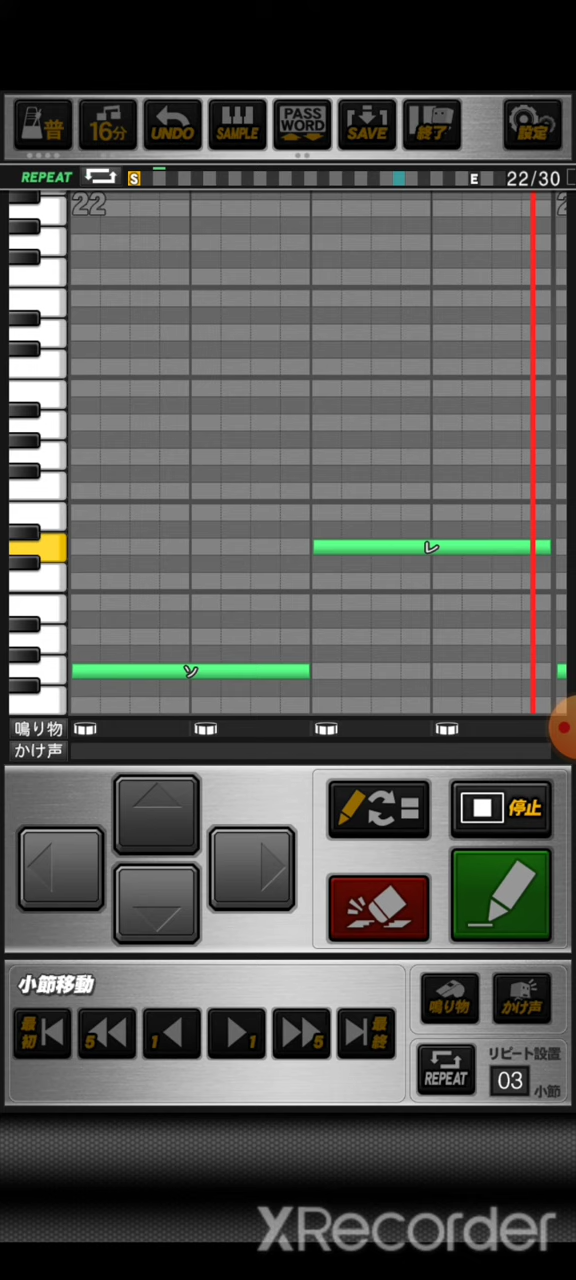 普 16分 UNDO SAMPLE PASS WORD SAVE 終了 設定
REPEAT S E 22/30
22
レ
ソ
鳴り物
かけ声
停止
小節移動
鳴り物 かけ声
最初 5 1 1 5 最終
リピート設置
REPEAT 03 小節
XRecorder